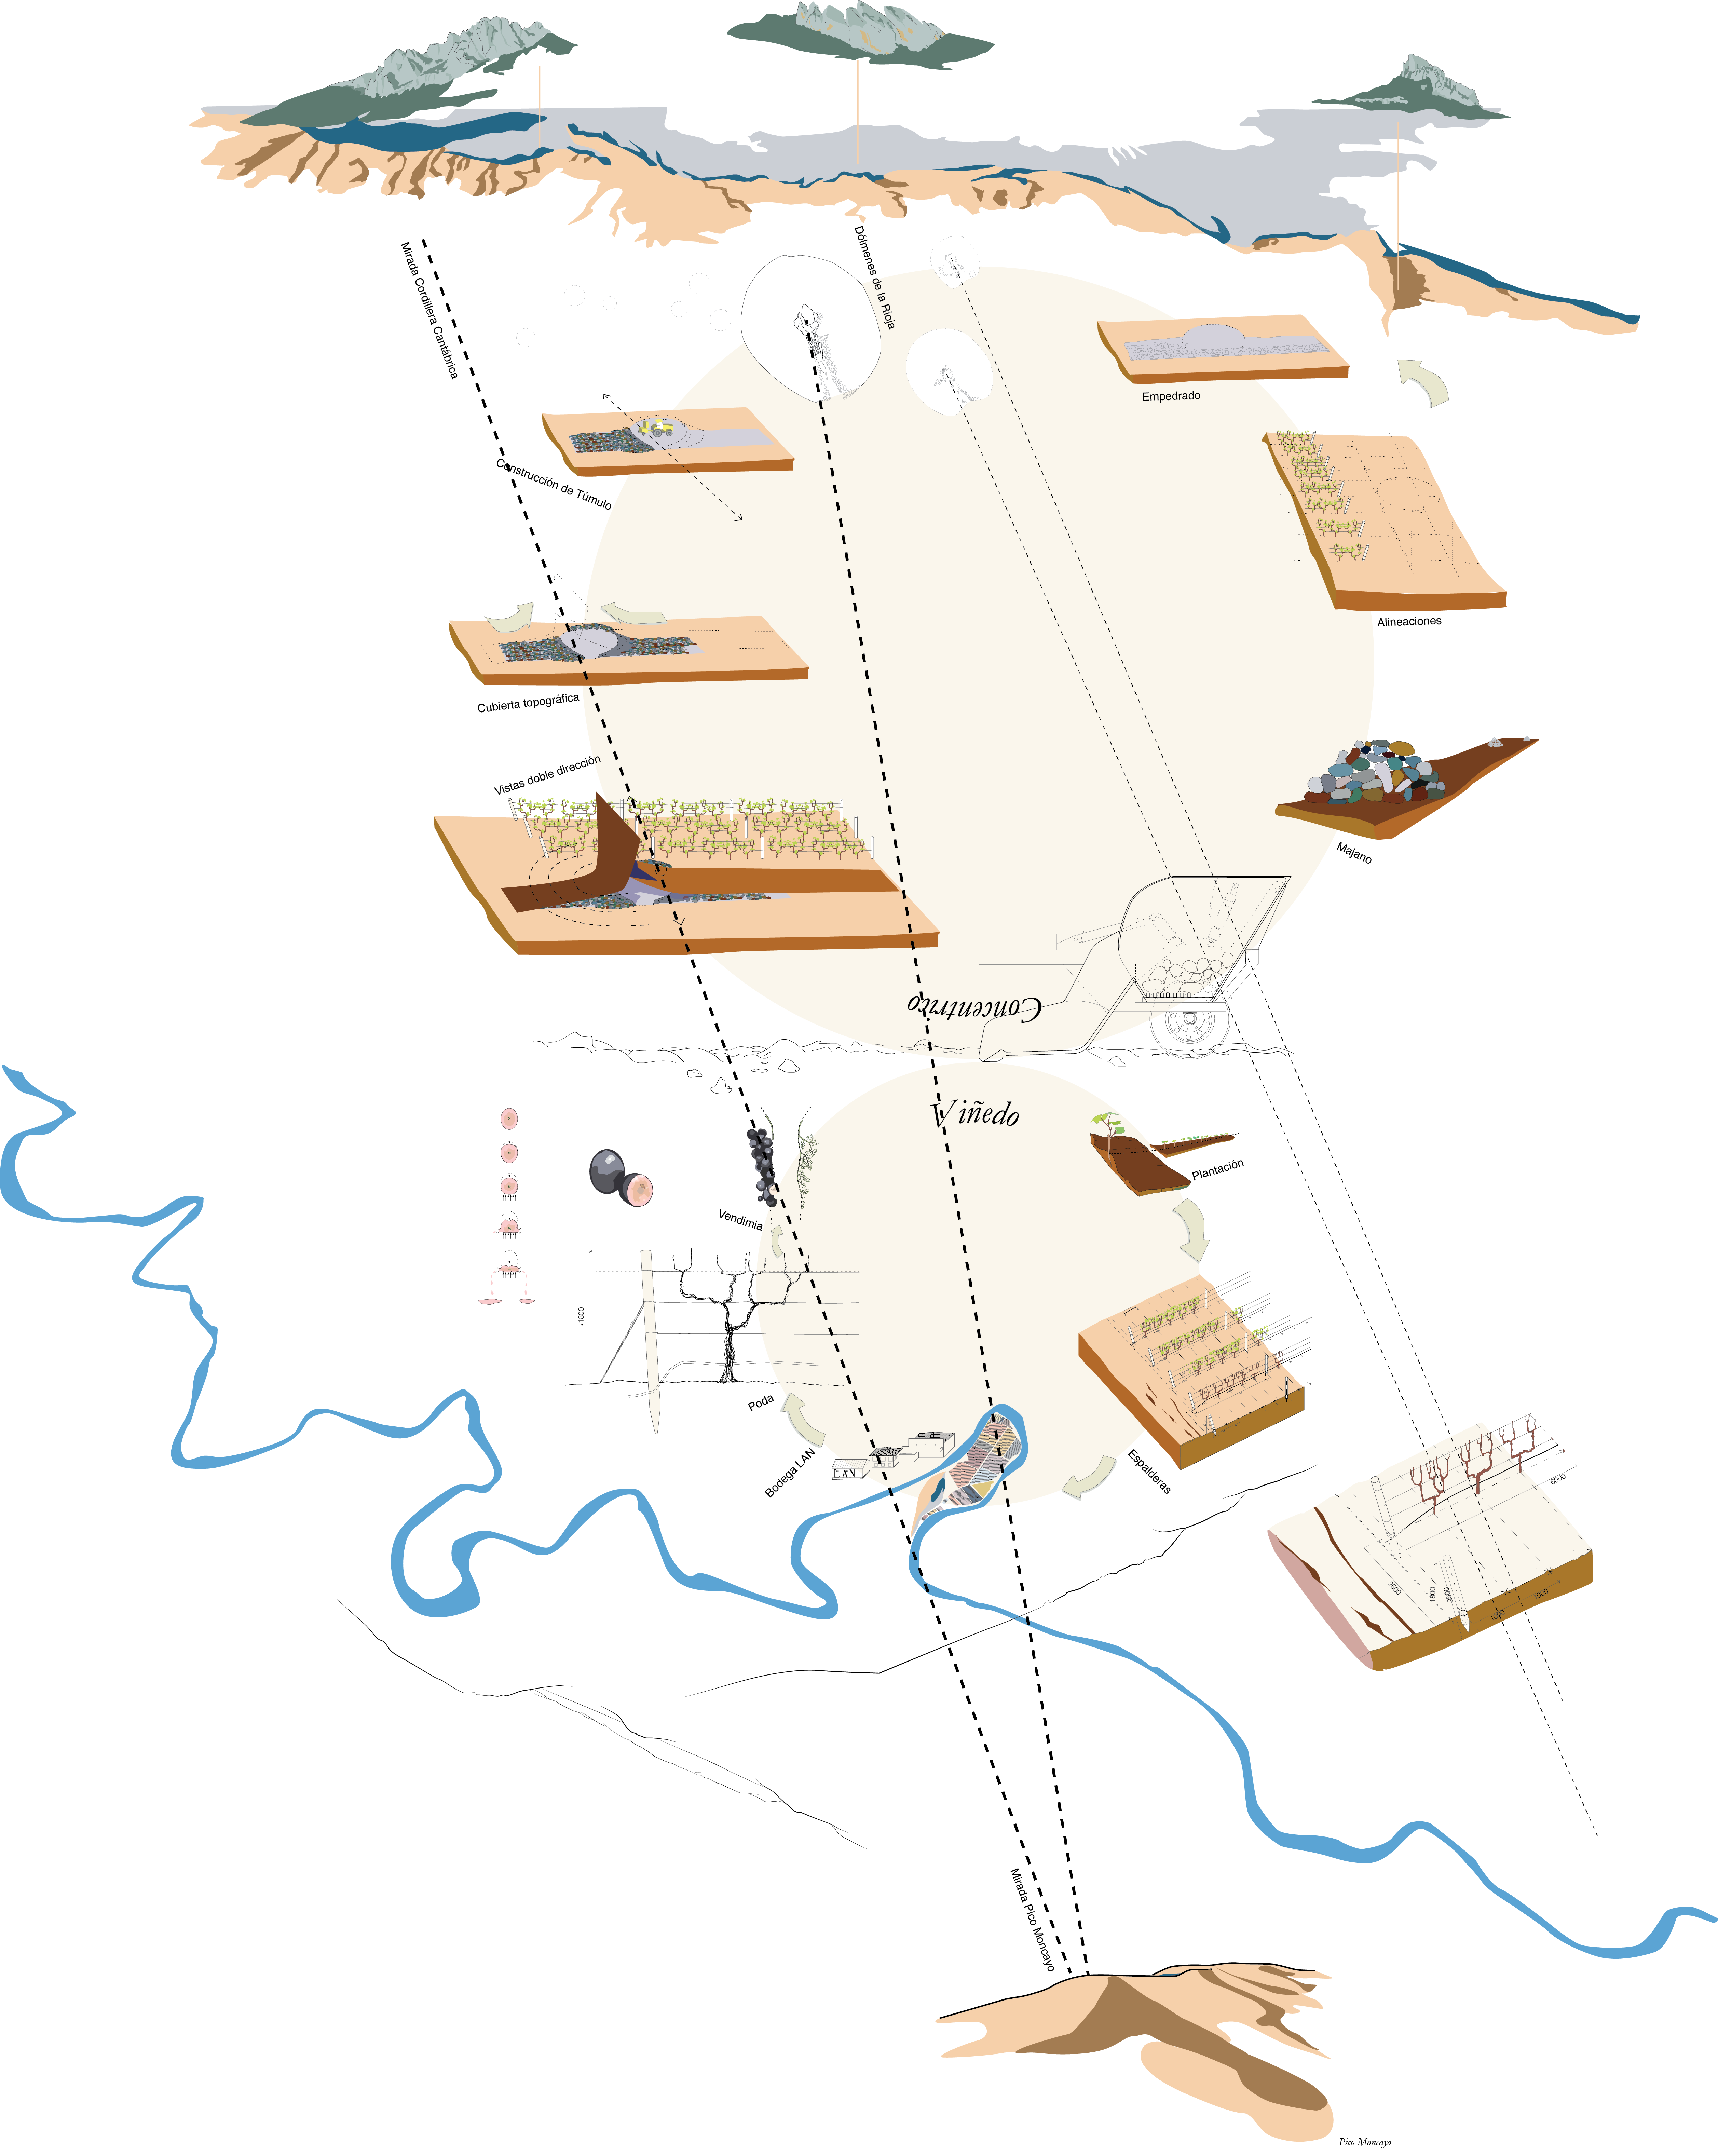 Mirada Cordillera Cantábrica
Dólmenes de la Rioja
Empedrado
Construcción de Túmulo
Alineaciones
Cubierta topográfica
Vistas doble dirección
Majano
Concentrico
Viñedo
Plantación
Vendimia
≈1800
Poda
Bodega LAN
LAN
Espalderas
6000
2500
1800
0500
1000
1000
Mirada Pico Moncayo
Pico Moncayo